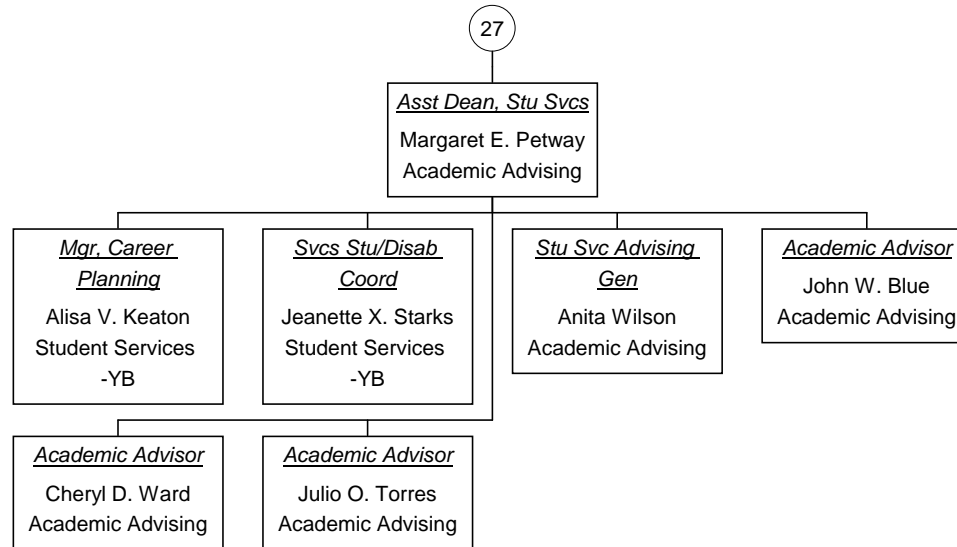 27
Asst Dean, Stu Svcs
Margaret E. Petway
Academic Advising
Mgr, Career
Planning
Alisa V. Keaton
Student Services
-YB
Svcs Stu/Disab
Coord
Jeanette X. Starks
Student Services
-YB
Stu Svc Advising
Gen
Anita Wilson
Academic Advising
Academic Advisor
John W. Blue
Academic Advising
Academic Advisor
Cheryl D. Ward
Academic Advising
Academic Advisor
Julio O. Torres
Academic Advising